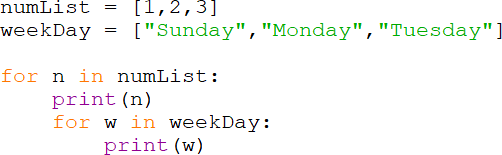 numList = [1,2,3]
weekDay = ["Sunday","Monday","Tuesday"]
for n in numList:
    print(n)
    for w in weekDay:
        print(w)